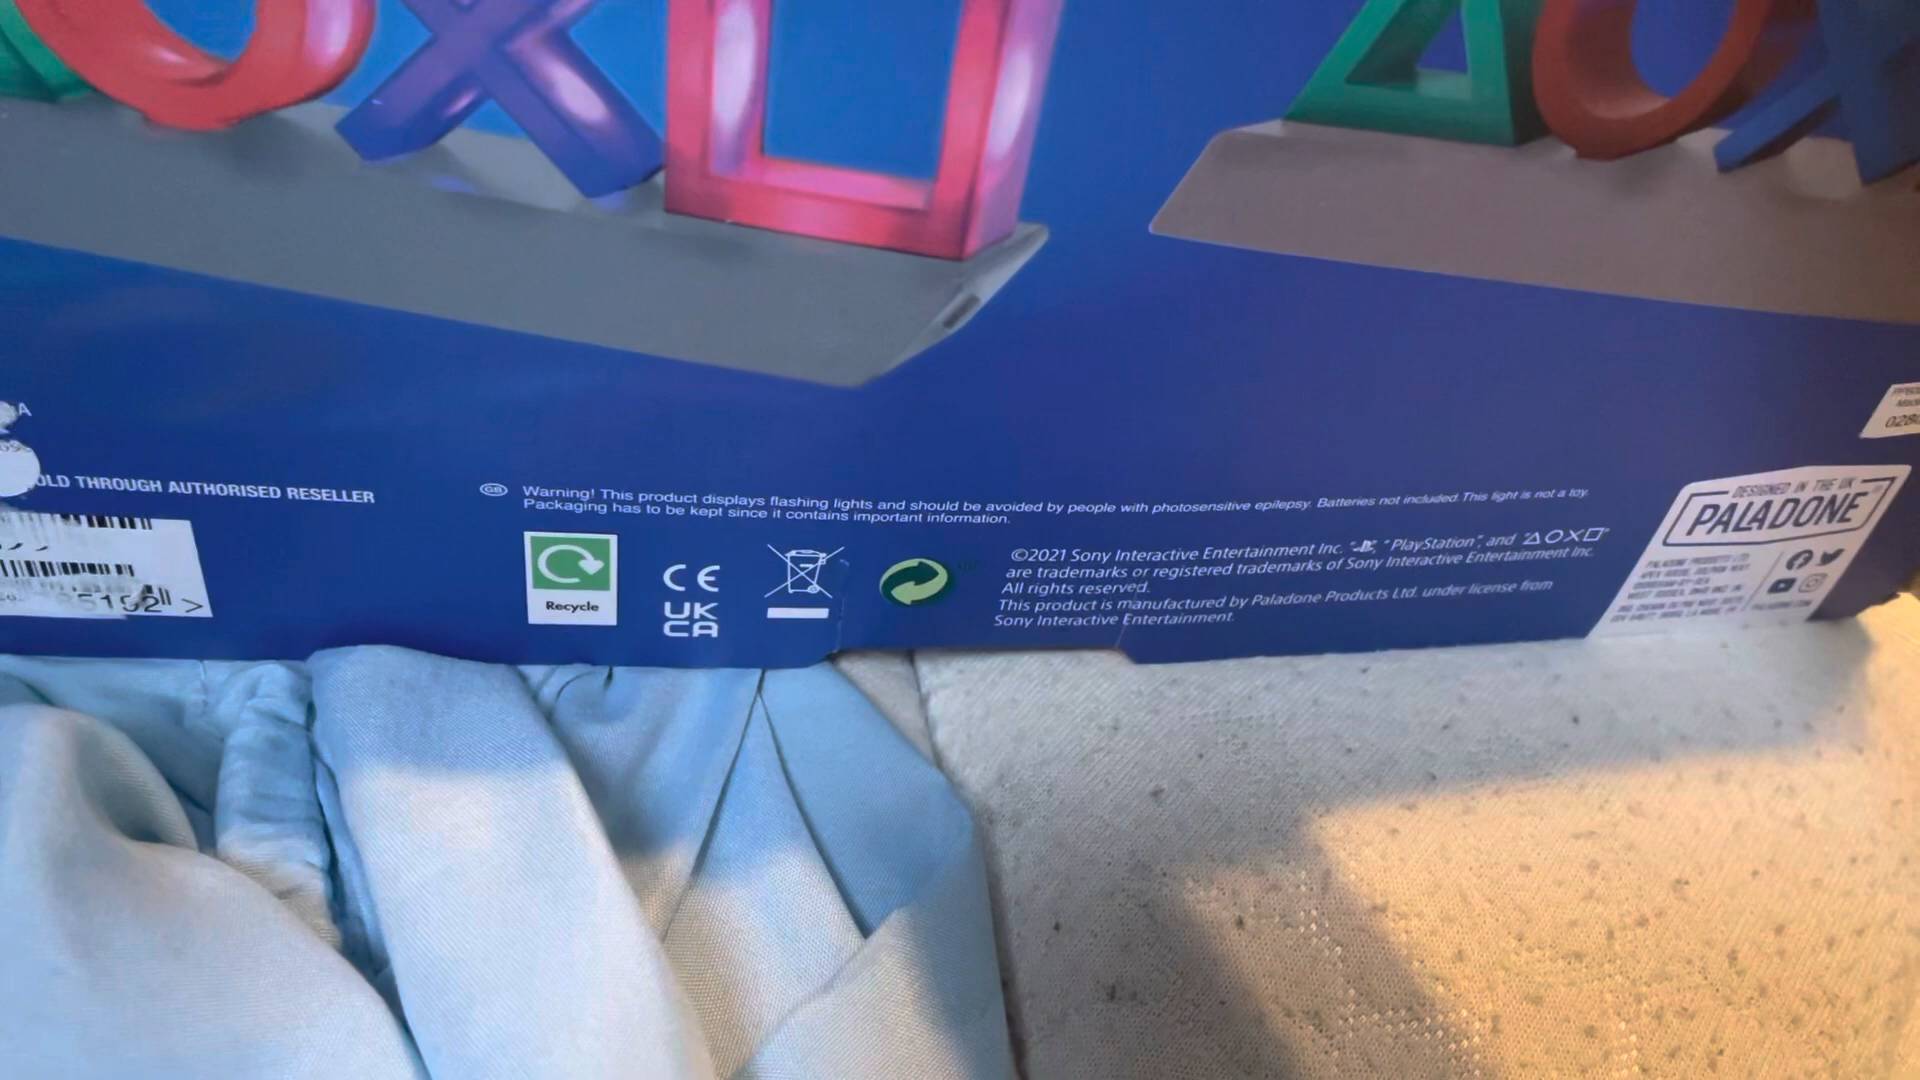 OLD THROUGH AUTHORISED RESELLER
GB Warning! This product displays flashing lights and should be avoided by people with photosensitive epilepsy. Batteries not included. This light is not a toy.
Packaging has to be kept since it contains important information.
Recycle
CE
UK
CA
©2021 Sony Interactive Entertainment Inc. "PS", "PlayStation", and "△○×□"
are trademarks or registered trademarks of Sony Interactive Entertainment Inc.
All rights reserved.
This product is manufactured by Paladone Products Ltd. under license from
Sony Interactive Entertainment.
DESIGNED IN THE UK
PALADONE®